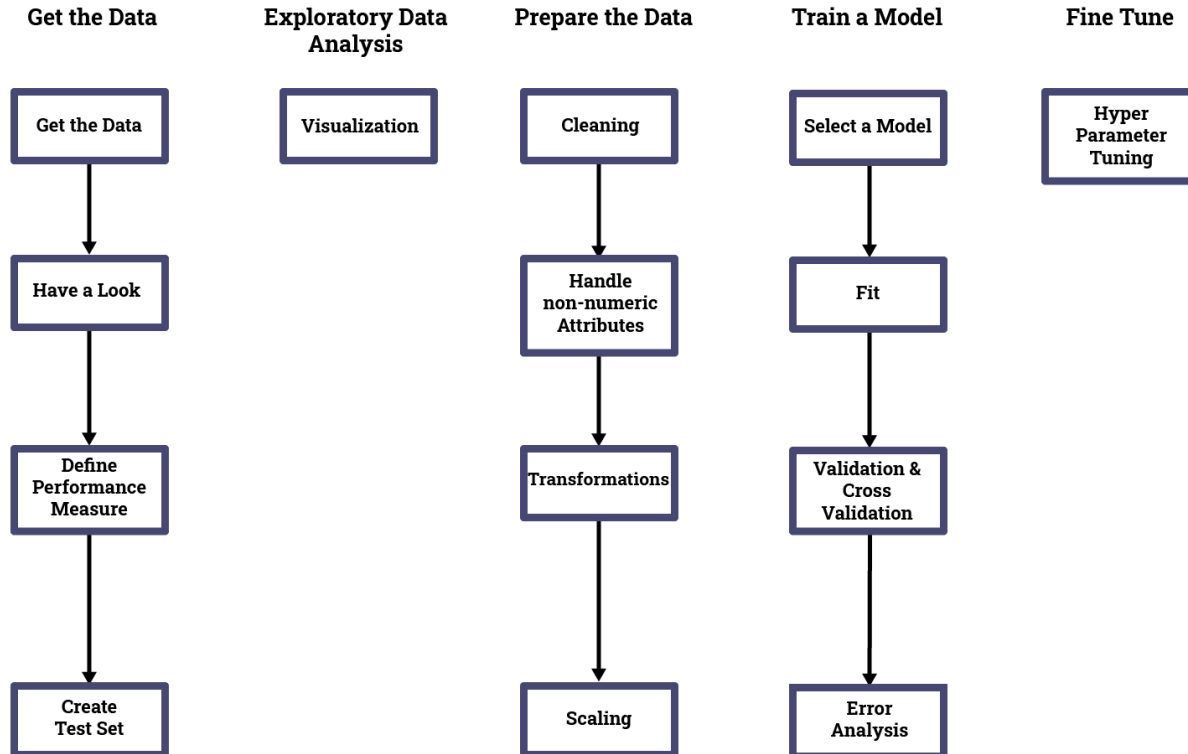 Get the Data
Exploratory Data
Analysis
Prepare the Data
Train a Model
Fine Tune
Get the Data
Have a Look
Define
Performance
Measure
Create
Test Set
Visualization
Cleaning
Handle
non-numeric
Attributes
Transformations
Scaling
Select a Model
Fit
Validation &
Cross
Validation
Error
Analysis
Hyper
Parameter
Tuning